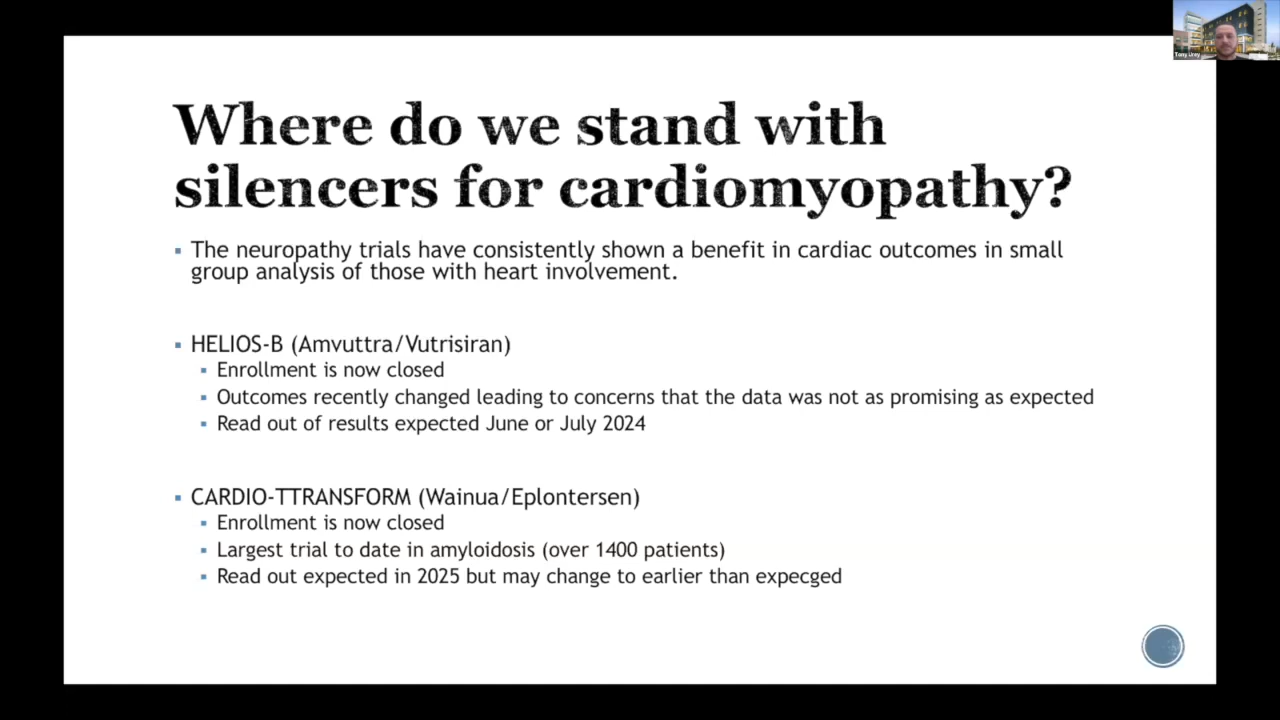 Where do we stand with
silencers for cardiomyopathy?
▪ The neuropathy trials have consistently shown a benefit in cardiac outcomes in small
group analysis of those with heart involvement.
▪ HELIOS-B (Amvuttra/Vutrisiran)
▪ Enrollment is now closed
▪ Outcomes recently changed leading to concerns that the data was not as promising as expected
▪ Read out of results expected June or July 2024
▪ CARDIO-TTRANSFORM (Wainua/Eplontersen)
▪ Enrollment is now closed
▪ Largest trial to date in amyloidosis (over 1400 patients)
▪ Read out expected in 2025 but may change to earlier than expecged